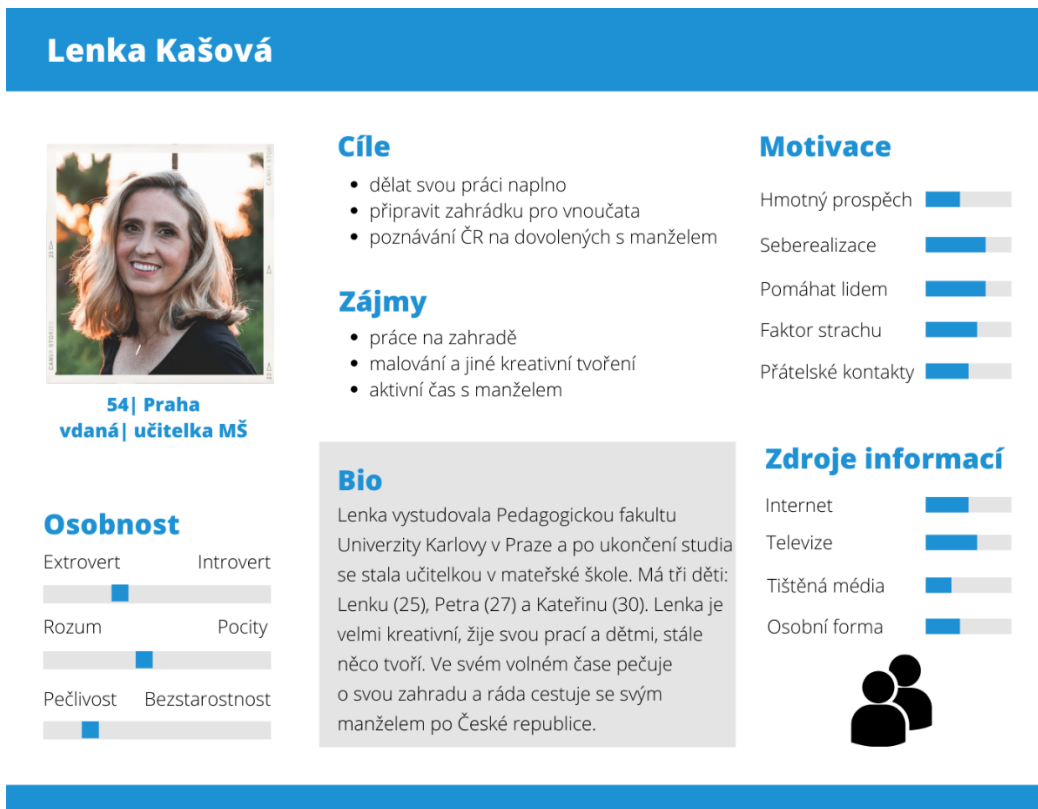 Lenka Kašová
54| Praha
vdaná| učitelka MŠ
Osobnost
Extrovert Introvert
Rozum Pocity
Pečlivost Bezstarostnost
Cíle
• dělat svou práci naplno
• připravit zahrádku pro vnoučata
• poznávání ČR na dovolených s manželem
Zájmy
• práce na zahradě
• malování a jiné kreativní tvoření
• aktivní čas s manželem
Bio
Lenka vystudovala Pedagogickou fakultu
Univerzity Karlovy v Praze a po ukončení studia
se stala učitelkou v mateřské škole. Má tři děti:
Lenku (25), Petra (27) a Kateřinu (30). Lenka je
velmi kreativní, žije svou prací a dětmi, stále
něco tvoří. Ve svém volném čase pečuje
o svou zahradu a ráda cestuje se svým
manželem po České republice.
Motivace
Hmotný prospěch
Seberealizace
Pomáhat lidem
Faktor strachu
Přátelské kontakty
Zdroje informací
Internet
Televize
Tištěná média
Osobní forma